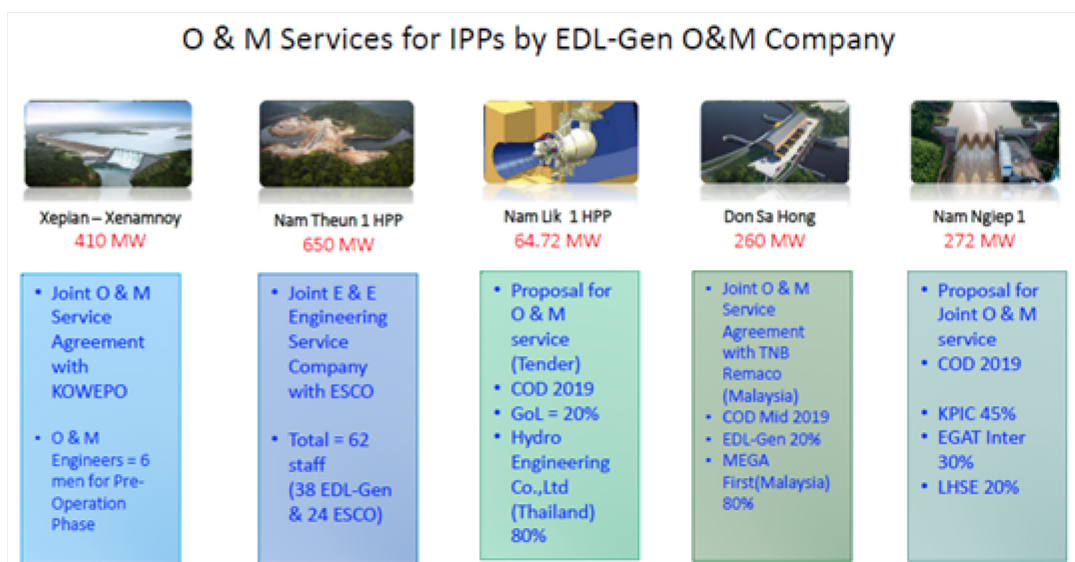 O & M Services for IPPs by EDL-Gen O&M Company
Xepian – Xenamnoy
410 MW
Nam Theun 1 HPP
650 MW
Nam Lik 1 HPP
64.72 MW
Don Sa Hong
260 MW
Nam Ngiep 1
272 MW
• Joint O & M
Service
Agreement
with
KOWEPO
• O & M
Engineers = 6
men for Pre-
Operation
Phase
• Joint E & E
Engineering
Service
Company
with ESCO
• Total = 62
staff
(38 EDL-Gen
& 24 ESCO)
• Proposal for
O & M
service
(Tender)
• COD 2019
• GoL = 20%
• Hydro
Engineering
Co.,Ltd
(Thailand)
80%
• Joint O & M
Service
Agreement
with TNB
Remaco
(Malaysia)
• COD Mid 2019
• EDL-Gen 20%
• MEGA
First(Malaysia)
80%
• Proposal for
Joint O & M
service
• COD 2019
• KPIC 45%
• EGAT Inter
30%
• LHSE 20%